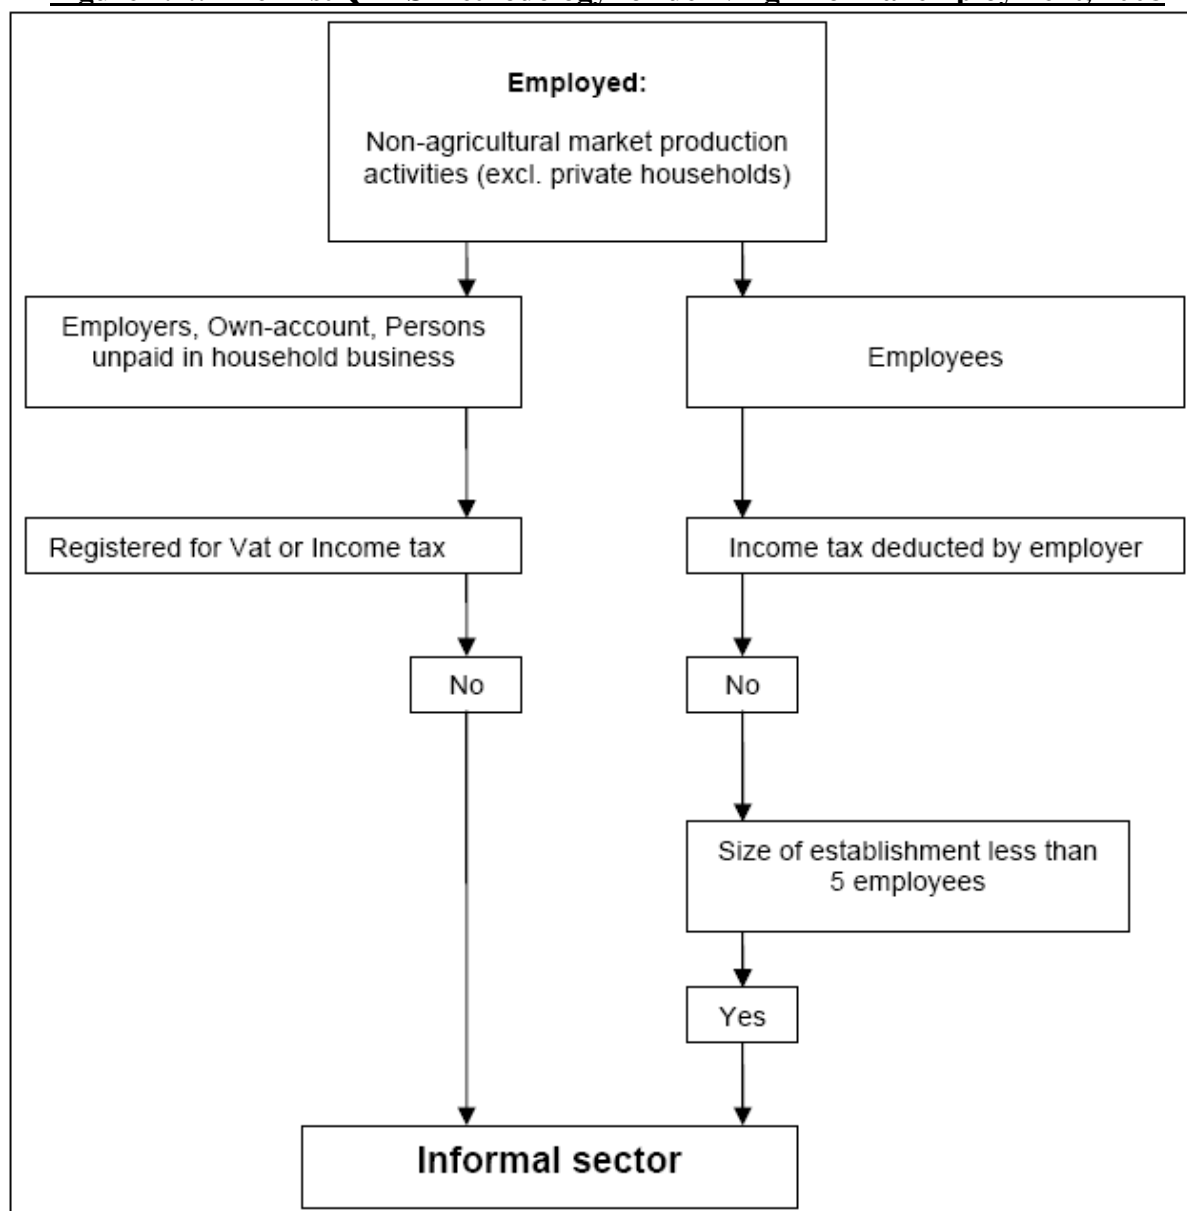 Employed:
Non-agricultural market production
activities (excl. private households)
Employers, Own-account, Persons
unpaid in household business
Employees
Registered for Vat or Income tax
Income tax deducted by employer
No
No
Size of establishment less than
5 employees
Yes
Informal sector